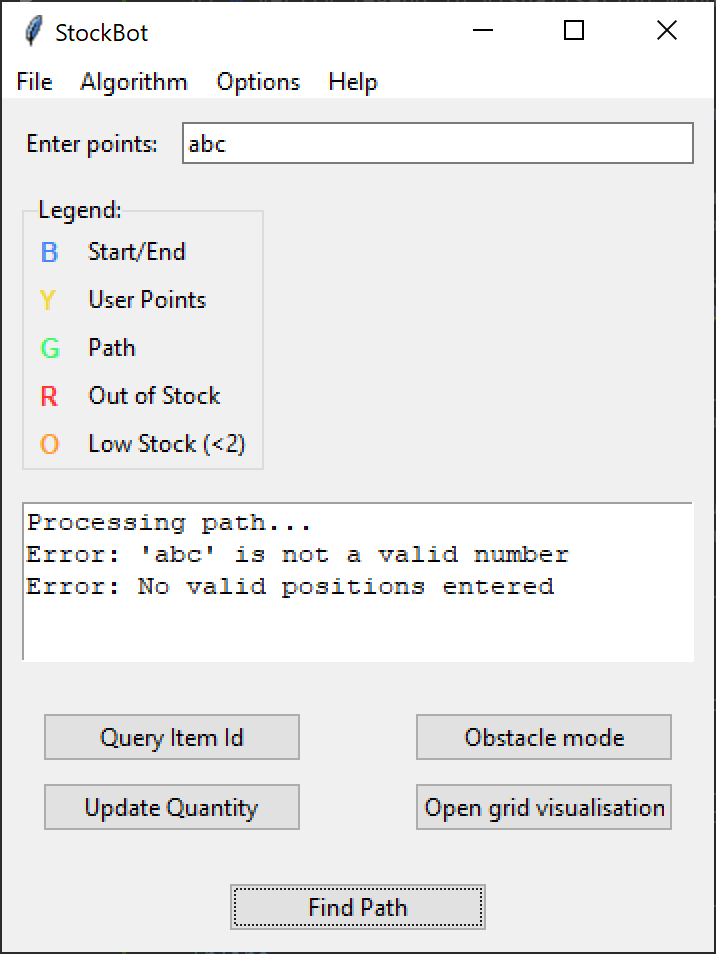 StockBot
File Algorithm Options Help
Enter points: abc
Legend:
B Start/End
Y User Points
G Path
R Out of Stock
O Low Stock (<2)
Processing path...
Error: 'abc' is not a valid number
Error: No valid positions entered
Query Item Id Obstacle mode
Update Quantity Open grid visualisation
Find Path